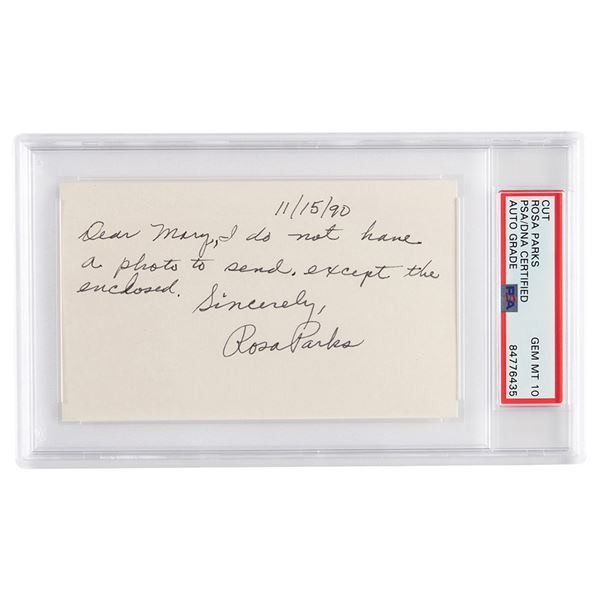 11/15/90
Dear Mary, I do not have
a photo to send, except the
enclosed.
Sincerely,
Rosa Parks
CUT
ROSA PARKS
PSA/DNA CERTIFIED
AUTO GRADE
PSA
GEM MT 10
84776435